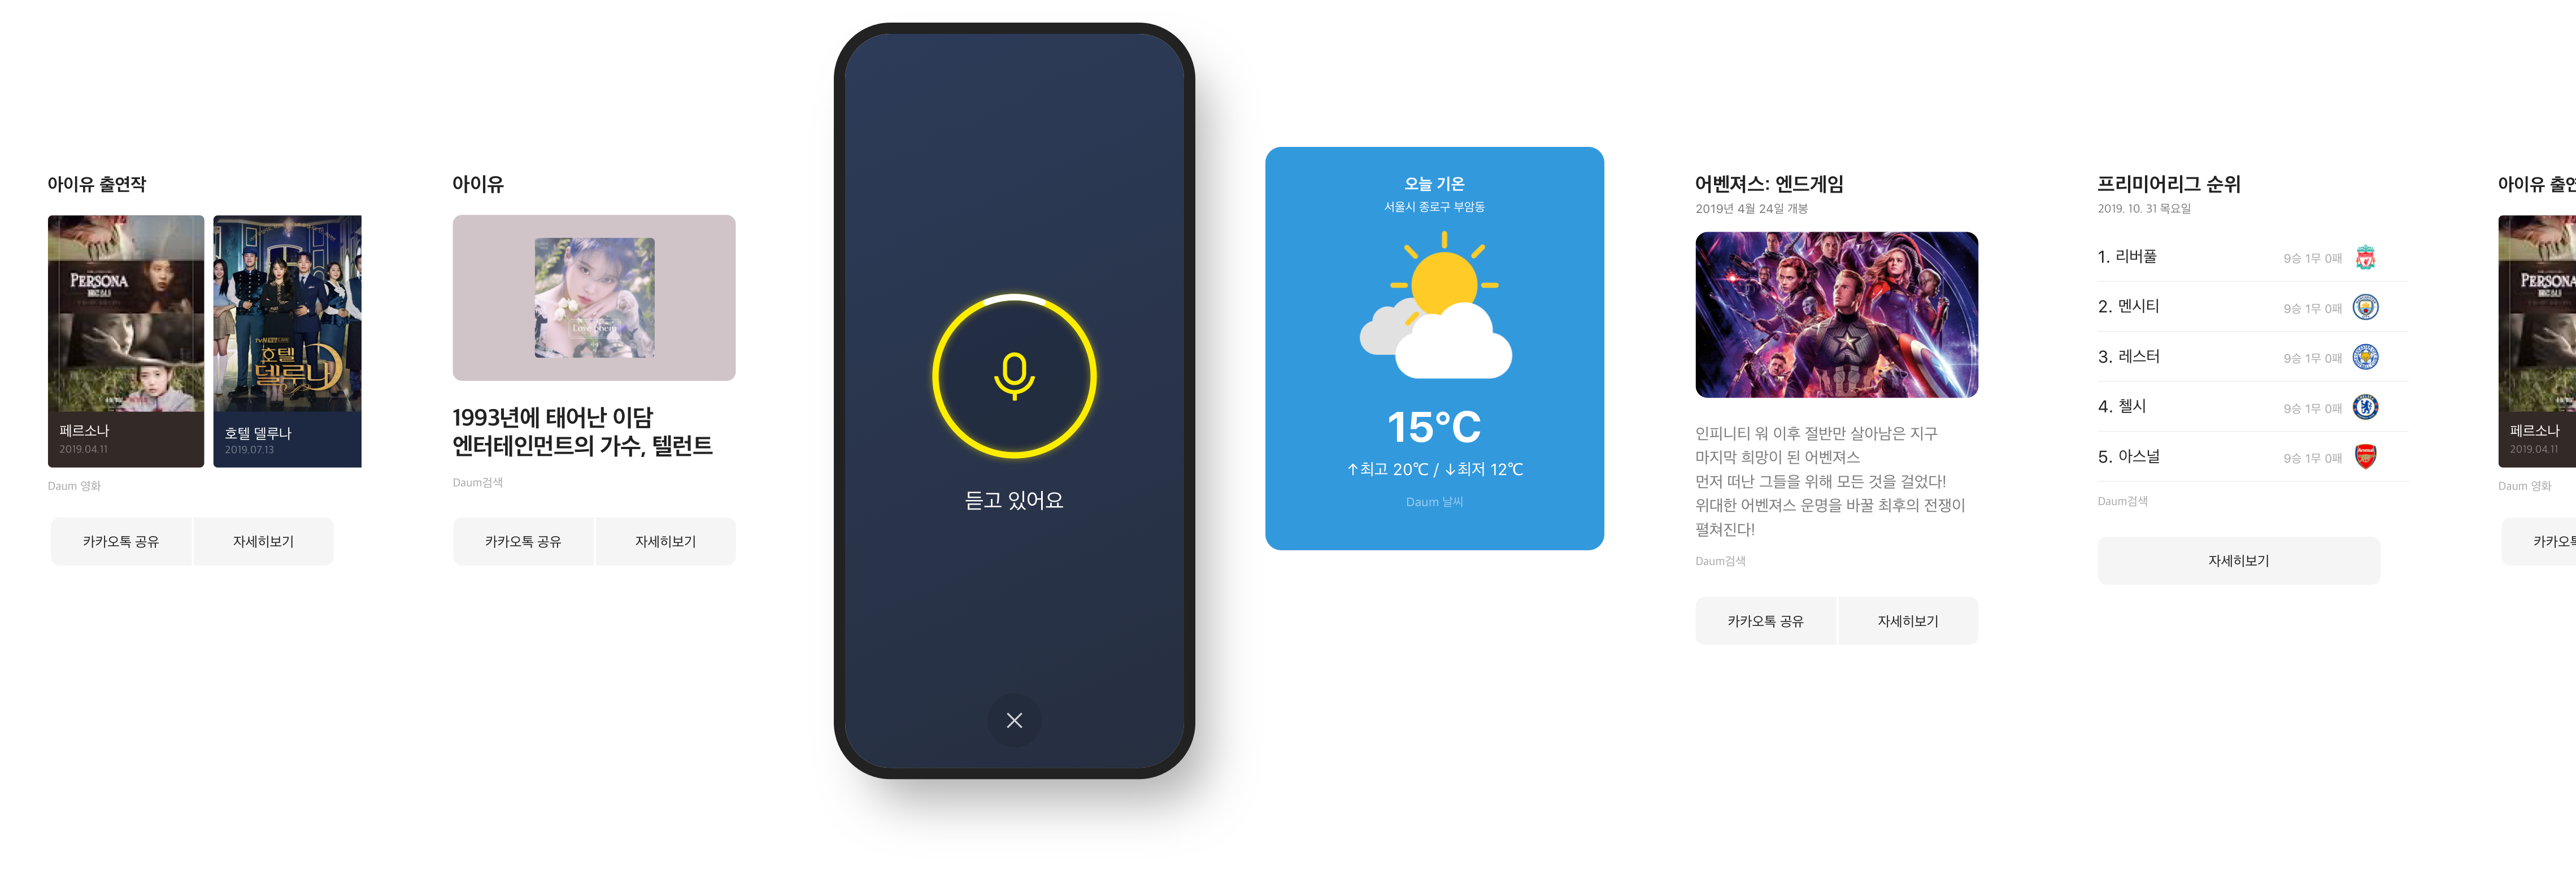 아이유 출연작
PERSONA
페르소나
2019.04.11
tvN
호텔
델루나
호텔 델루나
2019.07.13
Daum 영화
카카오톡 공유
자세히보기
아이유
Love poem
1993년에 태어난 이담
엔터테인먼트의 가수, 텔런트
Daum검색
카카오톡 공유
자세히보기
듣고 있어요
오늘 기온
서울시 종로구 부암동
15°C
↑최고 20℃ / ↓최저 12℃
Daum 날씨
어벤져스: 엔드게임
2019년 4월 24일 개봉
인피니티 워 이후 절반만 살아남은 지구
마지막 희망이 된 어벤져스
먼저 떠난 그들을 위해 모든 것을 걸었다!
위대한 어벤져스 운명을 바꿀 최후의 전쟁이
펼쳐진다!
Daum검색
카카오톡 공유
자세히보기
프리미어리그 순위
2019. 10. 31 목요일
1. 리버풀 9승 1무 0패
2. 멘시티 9승 1무 0패
3. 레스터 9승 1무 0패
4. 첼시 9승 1무 0패
5. 아스널 9승 1무 0패
Daum검색
자세히보기
아이유 출연
PERSONA
페르소나
2019.04.11
Daum 영화
카카오톡